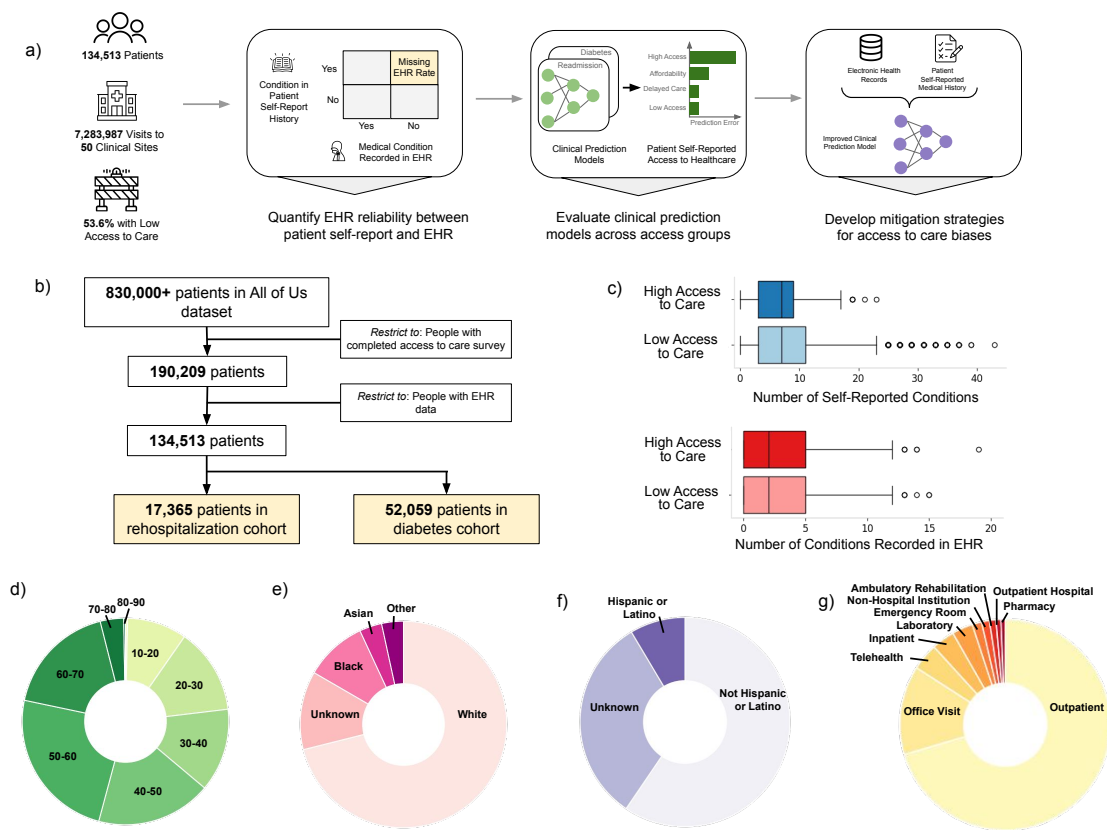 a)
134,513 Patients
7,283,987 Visits to
50 Clinical Sites
53.6% with Low
Access to Care
Condition in
Patient
Self-Report
History
Yes
No
Missing
EHR Rate
Yes
No
Medical Condition
Recorded in EHR
Quantify EHR reliability between
patient self-report and EHR
Diabetes
Readmission
Clinical Prediction
Models
High Access
Affordability
Delayed Care
Low Access
Prediction Error
Patient Self-Reported
Access to Healthcare
Evaluate clinical prediction
models across access groups
Electronic Health
Records
Patient
Self-Reported
Medical History
Improved Clinical
Prediction Model
Develop mitigation strategies
for access to care biases
b)
830,000+ patients in All of Us
dataset
Restrict to: People with
completed access to care survey
190,209 patients
Restrict to: People with EHR
data
134,513 patients
17,365 patients in
rehospitalization cohort
52,059 patients in
diabetes cohort
c)
High Access
to Care
Low Access
to Care
0 10 20 30 40
Number of Self-Reported Conditions
High Access
to Care
Low Access
to Care
0 5 10 15 20
Number of Conditions Recorded in EHR
d)
80-90
70-80
10-20
60-70
20-30
30-40
50-60
40-50
e)
Other
Asian
Black
Unknown
White
f)
Hispanic or
Latino
Unknown
Not Hispanic
or Latino
g)
Ambulatory Rehabilitation
Outpatient Hospital
Non-Hospital Institution
Pharmacy
Emergency Room
Laboratory
Inpatient
Telehealth
Office Visit
Outpatient